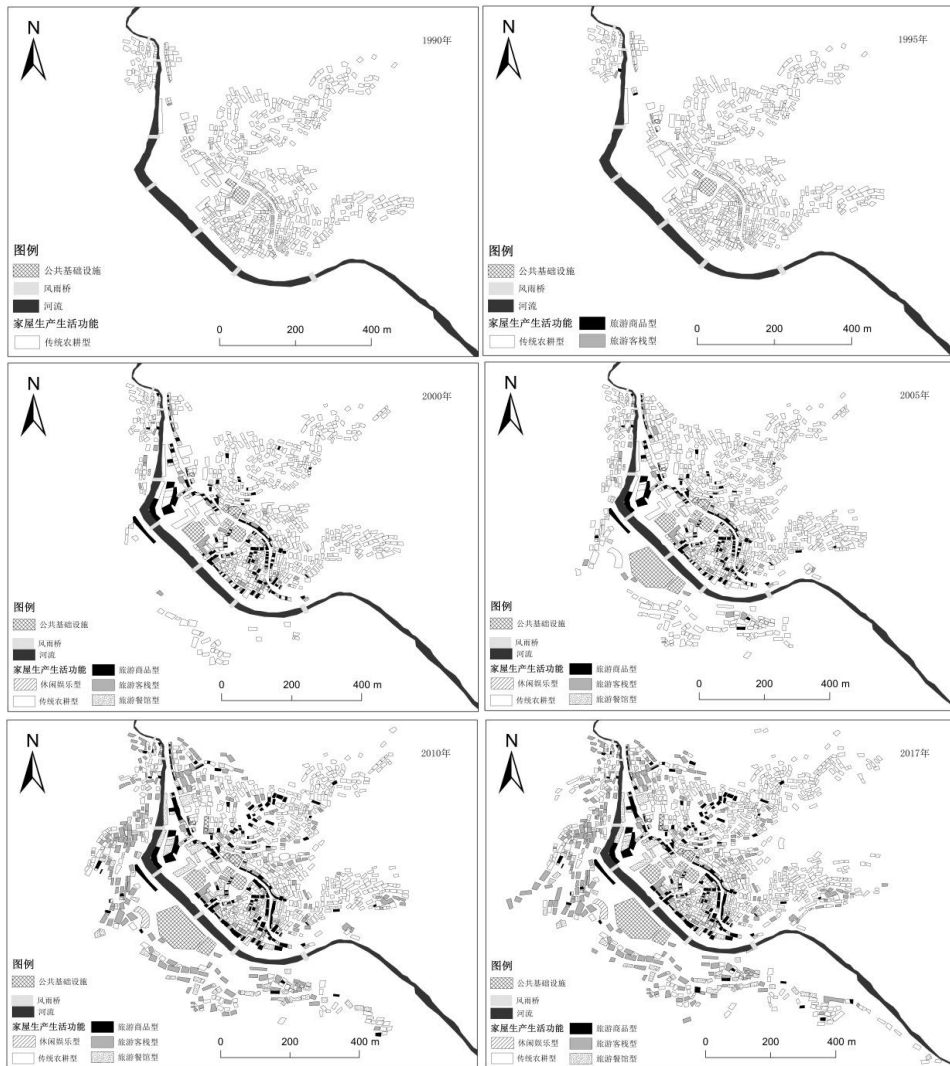 N
1990年
图例
公共基础设施
风雨桥
河流
家屋生产生活功能
传统农耕型
0 200 400 m
N
1995年
图例
公共基础设施
风雨桥
河流
家屋生产生活功能 旅游商品型
传统农耕型 旅游客栈型
0 200 400 m
N
2000年
图例
公共基础设施
风雨桥
河流
家屋生产生活功能 旅游商品型
休闲娱乐型 旅游客栈型
传统农耕型 旅游餐馆型
0 200 400 m
N
2005年
图例
公共基础设施
风雨桥
河流
家屋生产生活功能 旅游商品型
休闲娱乐型 旅游客栈型
传统农耕型 旅游餐馆型
0 200 400 m
N
2010年
图例
公共基础设施
风雨桥
河流
家屋生产生活功能 旅游商品型
休闲娱乐型 旅游客栈型
传统农耕型 旅游餐馆型
0 200 400 m
N
2017年
图例
公共基础设施
风雨桥
河流
家屋生产生活功能 旅游商品型
休闲娱乐型 旅游客栈型
传统农耕型 旅游餐馆型
0 200 400 m